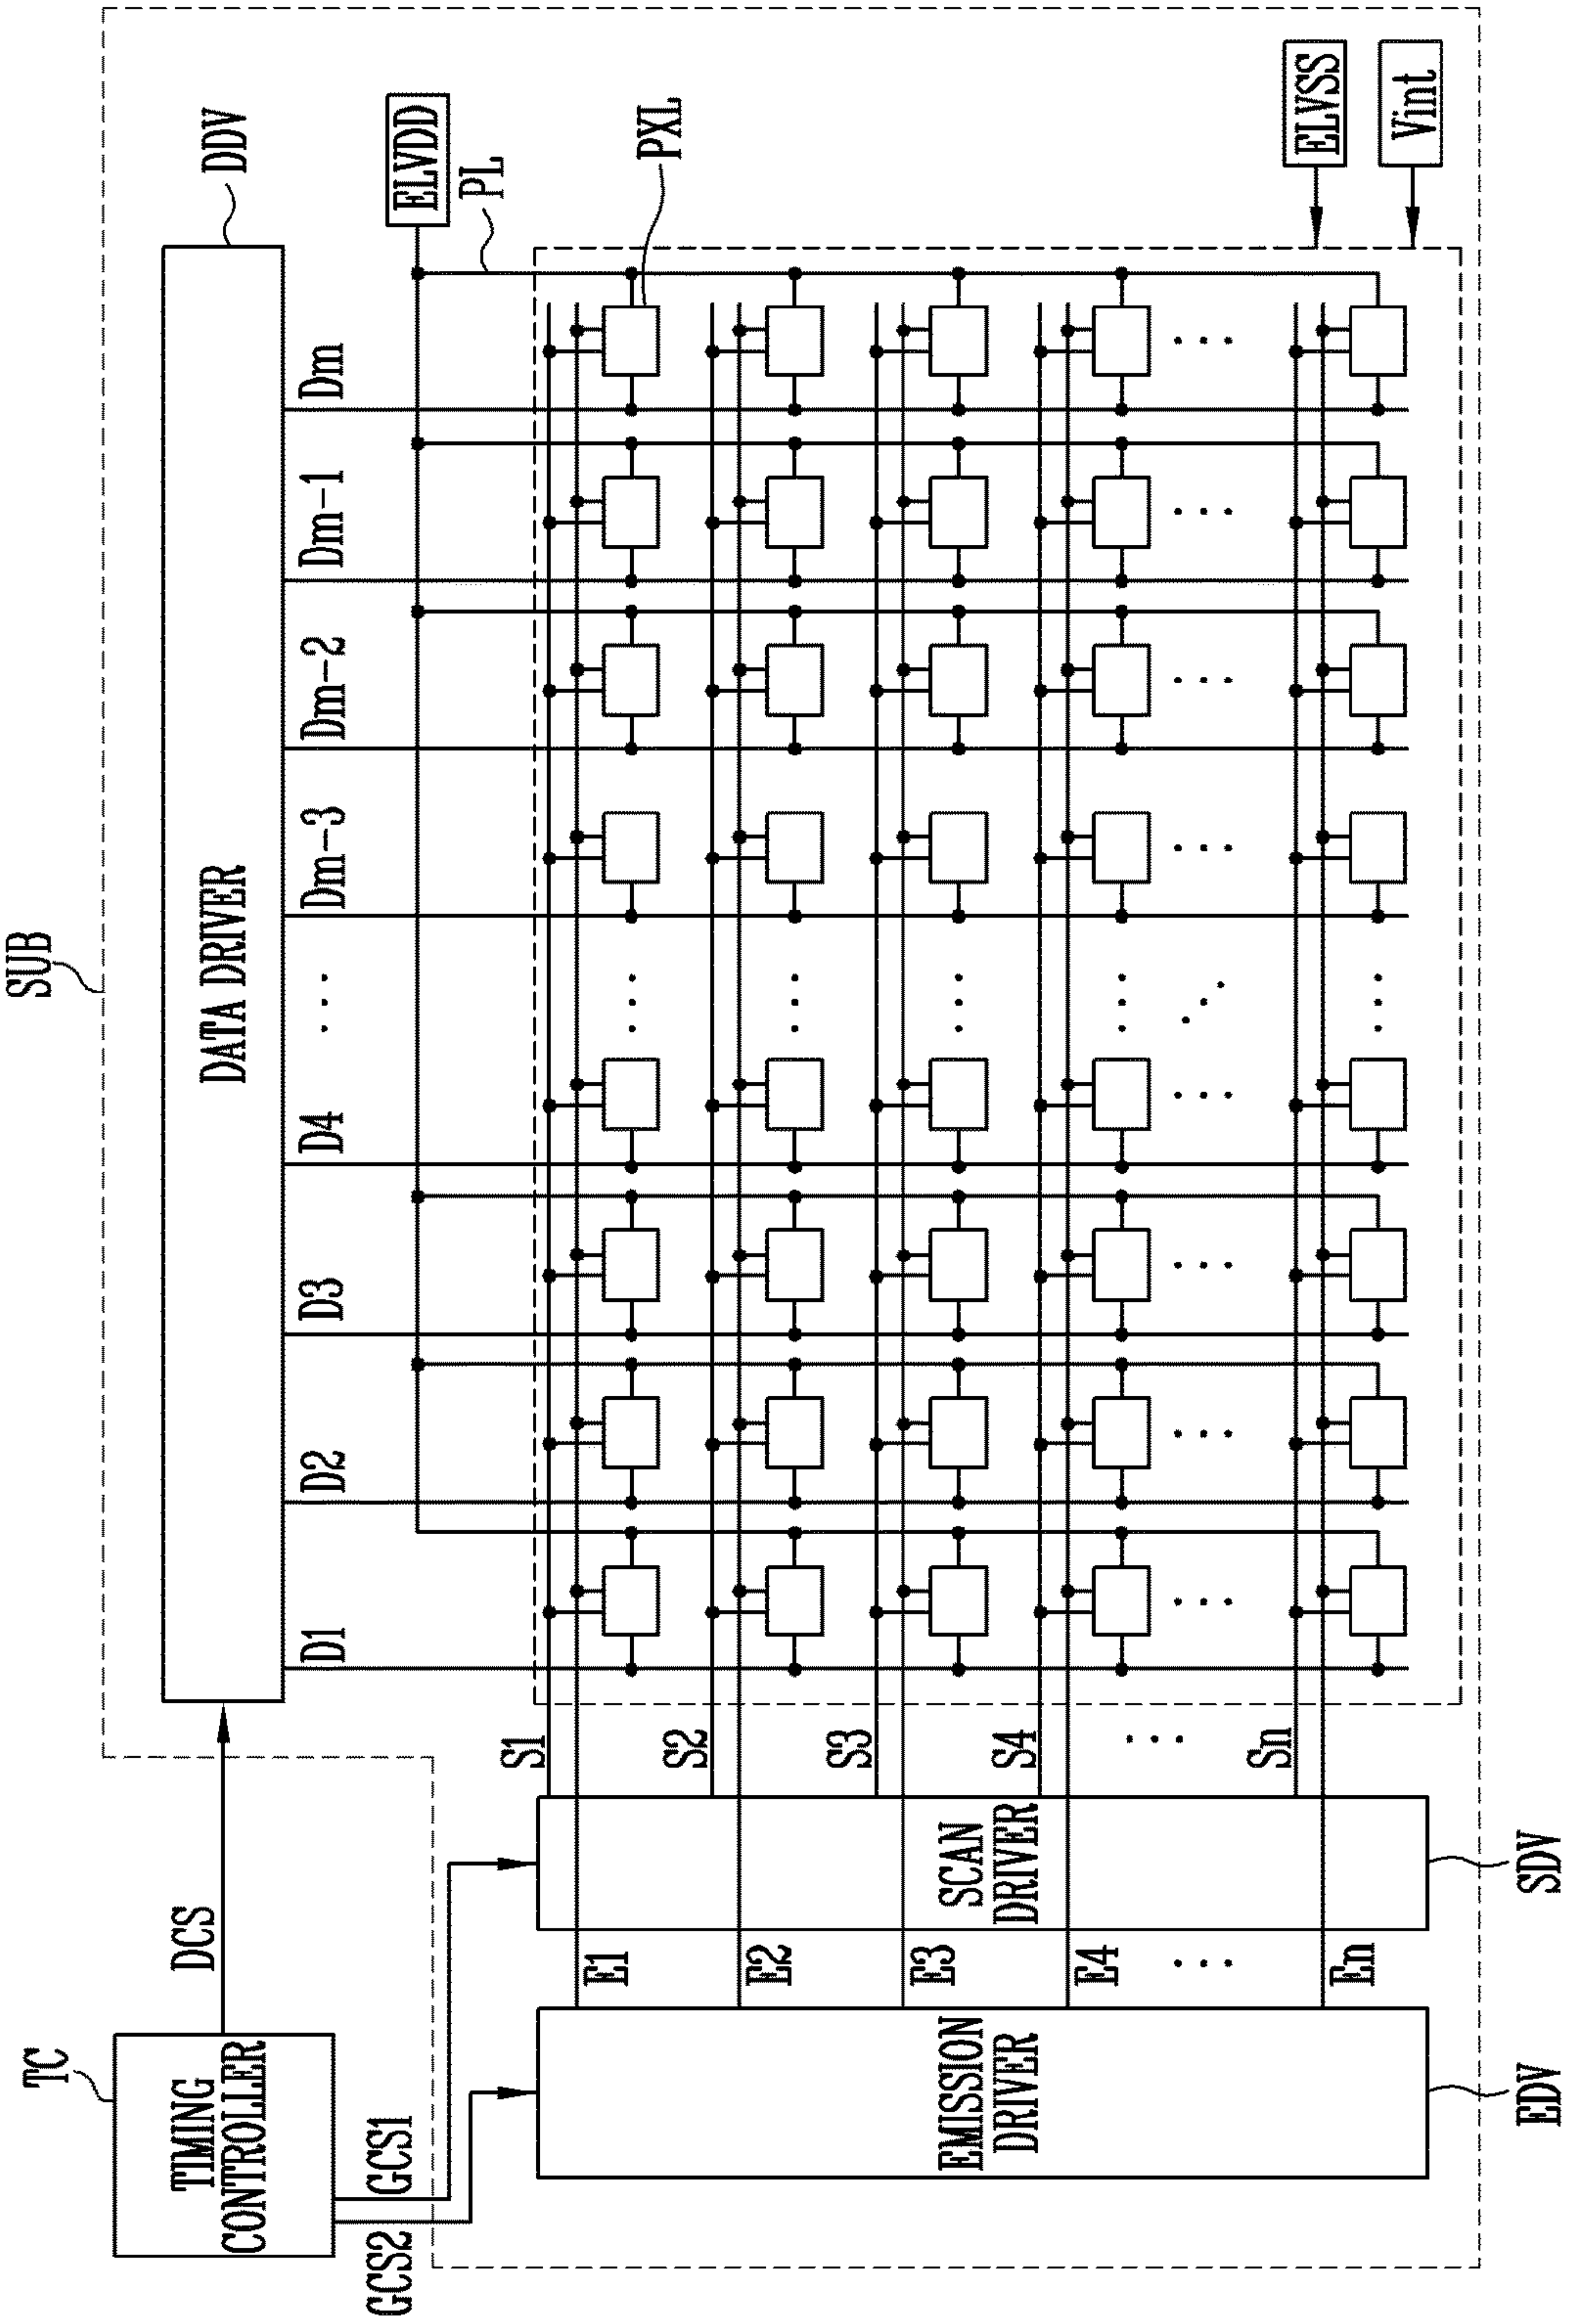 SUB
TC
TIMING
CONTROLLER
DCS
DATA DRIVER
DDV
GCS2
GCS1
D1
D2
D3
D4
...
Dm-3
Dm-2
Dm-1
Dm
ELVDD
PL
PXL
EMISSION
DRIVER
EDV
SCAN
DRIVER
SDV
S1
E1
S2
E2
S3
E3
S4
E4
...
...
Sn
En
ELVSS
Vint